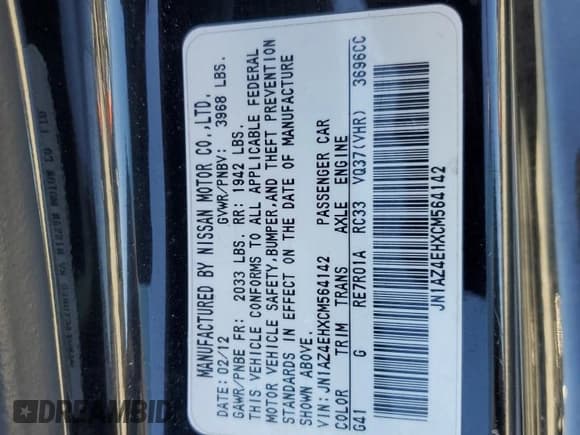 MANUFACTURED BY NISSAN MOTOR CO.,LTD.
DATE: 02/12 GVWR/PNBV: 3968 LBS.
GAWR/PNBE FR: 2033 LBS. RR: 1942 LBS.
THIS VEHICLE CONFORMS TO ALL APPLICABLE FEDERAL
MOTOR VEHICLE SAFETY,BUMPER,AND THEFT PREVENTION
STANDARDS IN EFFECT ON THE DATE OF MANUFACTURE
SHOWN ABOVE.
VIN: JN1AZ4EHXCM564142 PASSENGER CAR
COLOR TRIM TRANS AXLE ENGINE
G41 G RE7R01A RC33 VQ37(VHR) 3696CC
JN1AZ4EHXCM564142
DREAMBID